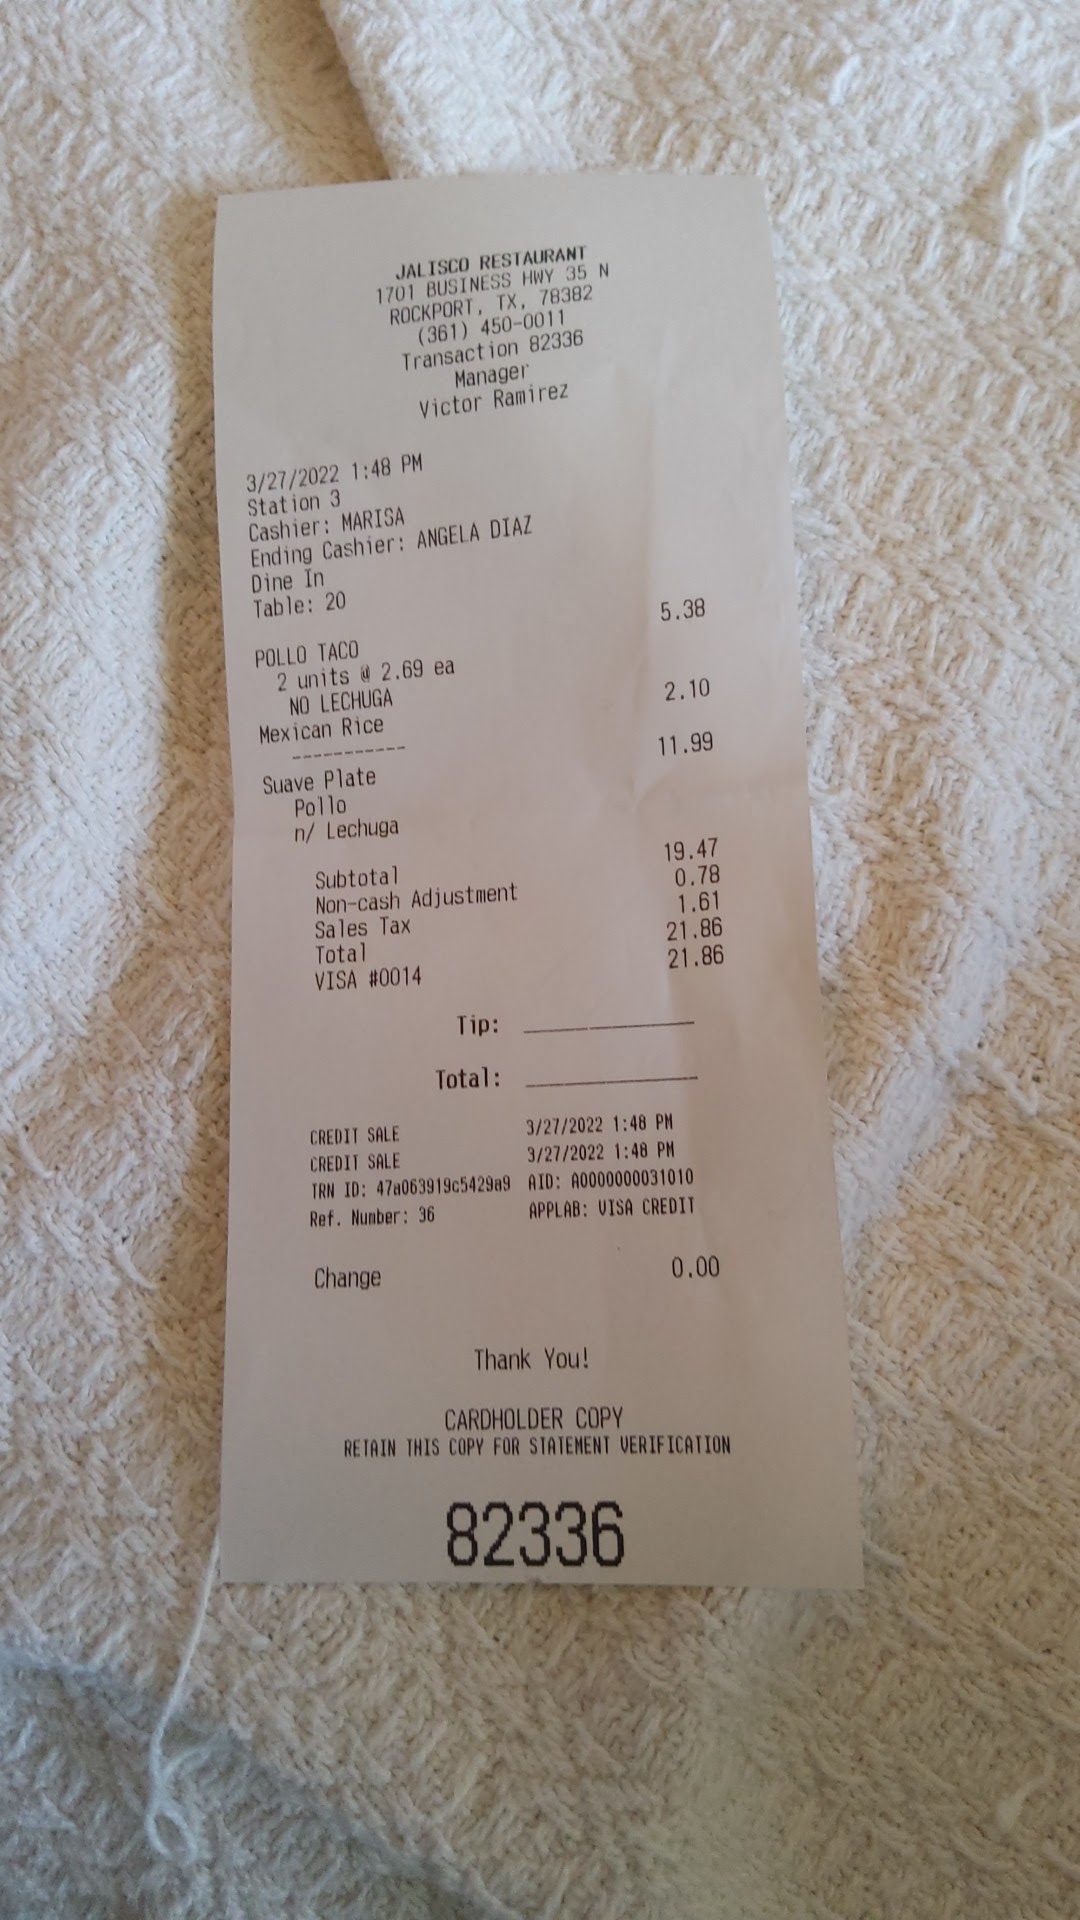 JALISCO RESTAURANT
1701 BUSINESS HWY 35 N
ROCKPORT, TX, 78382
(361) 450-0011
Transaction 82336
Manager
Victor Ramirez
3/27/2022 1:48 PM
Station 3
Cashier: MARISA
Ending Cashier: ANGELA DIAZ
Dine In
Table: 20
POLLO TACO 5.38
2 units @ 2.69 ea
NO LECHUGA
Mexican Rice 2.10
-----------
Suave Plate 11.99
Pollo
n/ Lechuga
Subtotal 19.47
Non-cash Adjustment 0.78
Sales Tax 1.61
Total 21.86
VISA #0014 21.86
Tip: ____________
Total: ____________
CREDIT SALE 3/27/2022 1:48 PM
CREDIT SALE 3/27/2022 1:48 PM
TRN ID: 47a063919c5429a9 AID: A0000000031010
Ref. Number: 36 APPLAB: VISA CREDIT
Change 0.00
Thank You!
CARDHOLDER COPY
RETAIN THIS COPY FOR STATEMENT VERIFICATION
82336